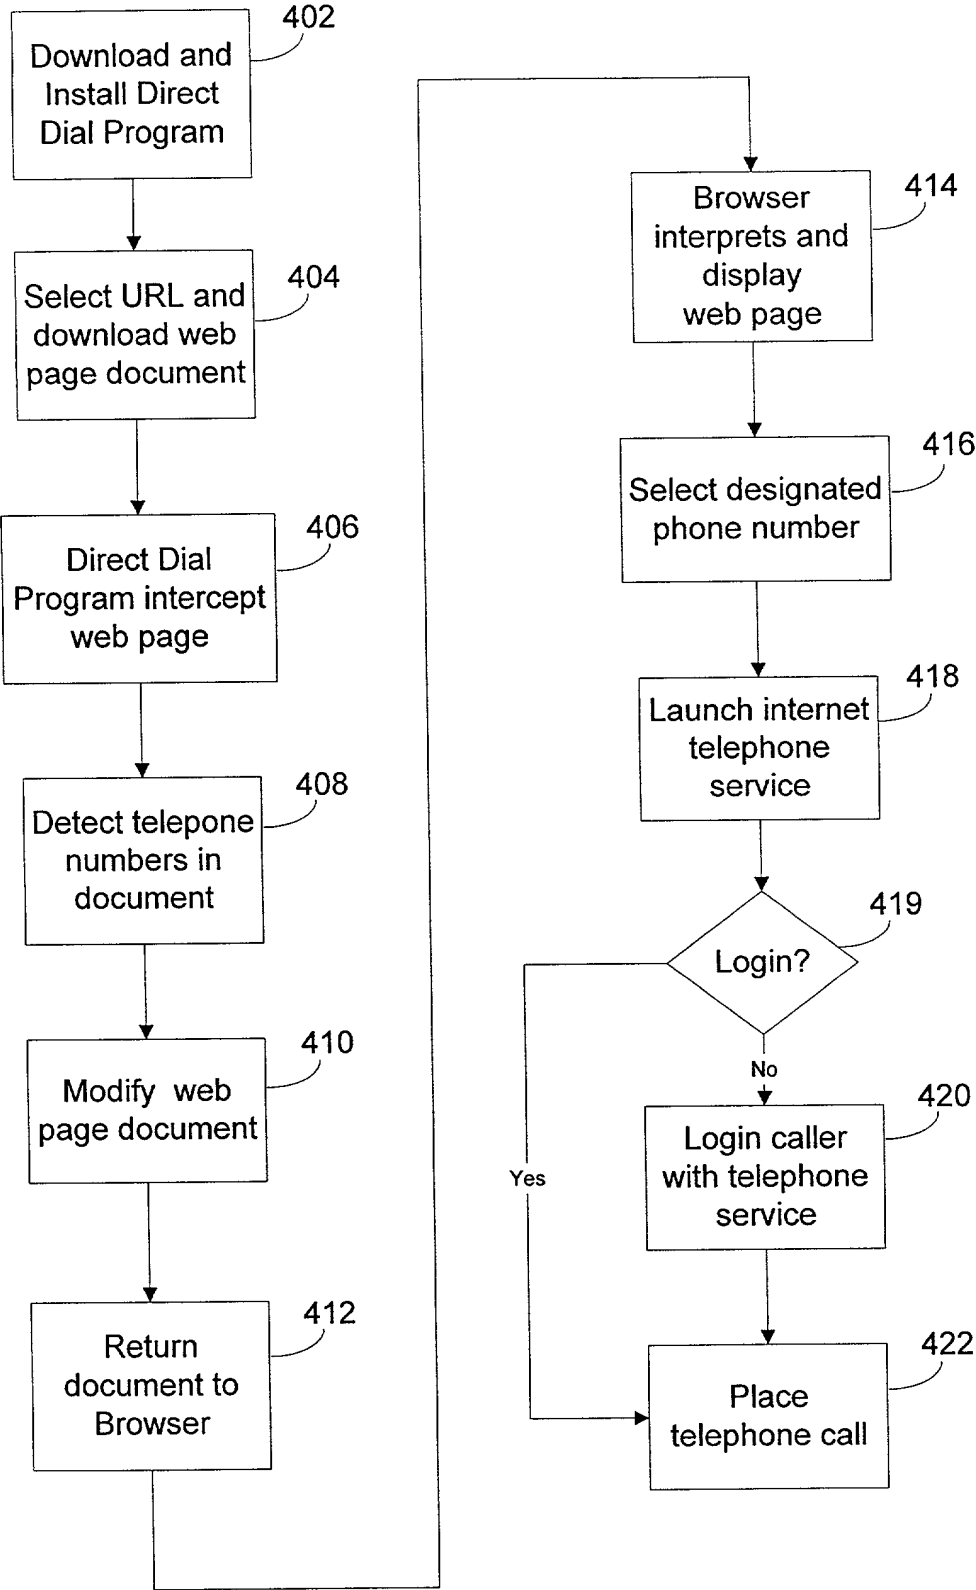 402
Download and
Install Direct
Dial Program
404
Select URL and
download web
page document
406
Direct Dial
Program intercept
web page
408
Detect telepone
numbers in
document
410
Modify web
page document
412
Return
document to
Browser
414
Browser
interprets and
display
web page
416
Select designated
phone number
418
Launch internet
telephone
service
419
Login?
No
Yes
420
Login caller
with telephone
service
422
Place
telephone call